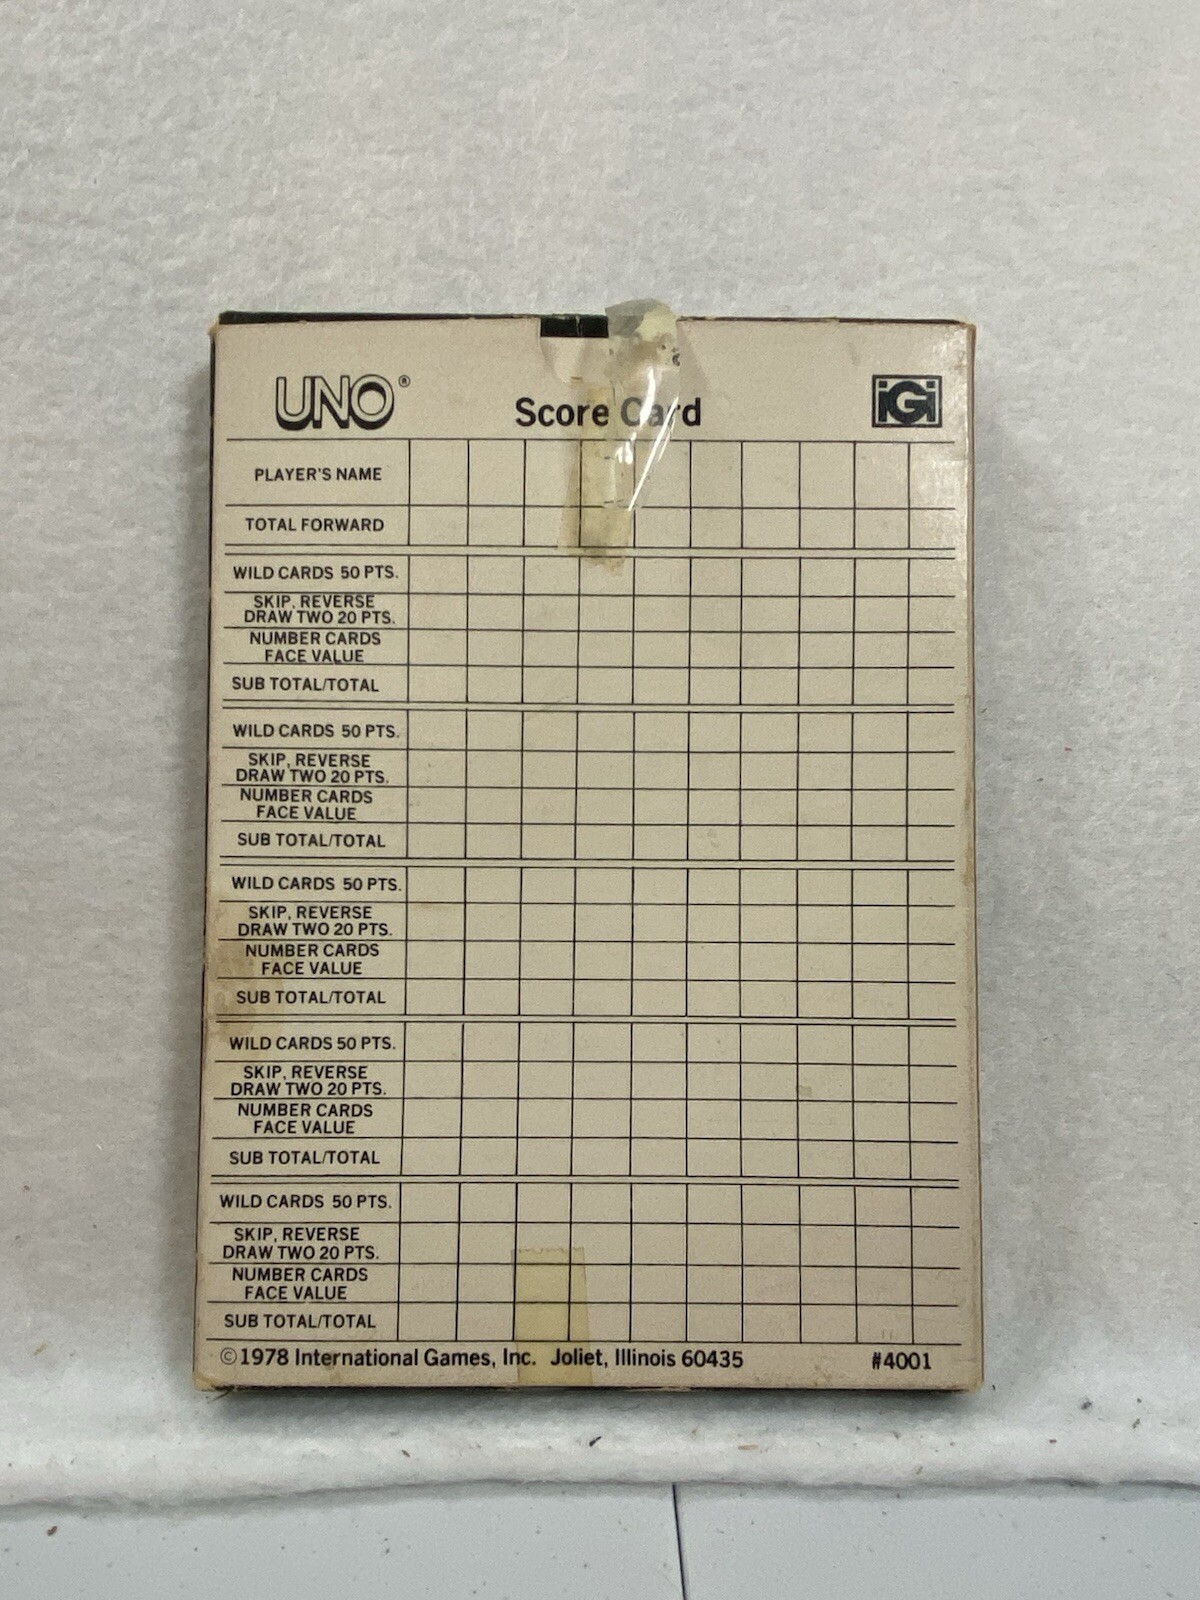 UNO®
Score Card
iGi
PLAYER'S NAME
TOTAL FORWARD
WILD CARDS 50 PTS.
SKIP, REVERSE
DRAW TWO 20 PTS.
NUMBER CARDS
FACE VALUE
SUB TOTAL/TOTAL
WILD CARDS 50 PTS.
SKIP, REVERSE
DRAW TWO 20 PTS.
NUMBER CARDS
FACE VALUE
SUB TOTAL/TOTAL
WILD CARDS 50 PTS.
SKIP, REVERSE
DRAW TWO 20 PTS.
NUMBER CARDS
FACE VALUE
SUB TOTAL/TOTAL
WILD CARDS 50 PTS.
SKIP, REVERSE
DRAW TWO 20 PTS.
NUMBER CARDS
FACE VALUE
SUB TOTAL/TOTAL
WILD CARDS 50 PTS.
SKIP, REVERSE
DRAW TWO 20 PTS.
NUMBER CARDS
FACE VALUE
SUB TOTAL/TOTAL
©1978 International Games, Inc. Joliet, Illinois 60435 #4001